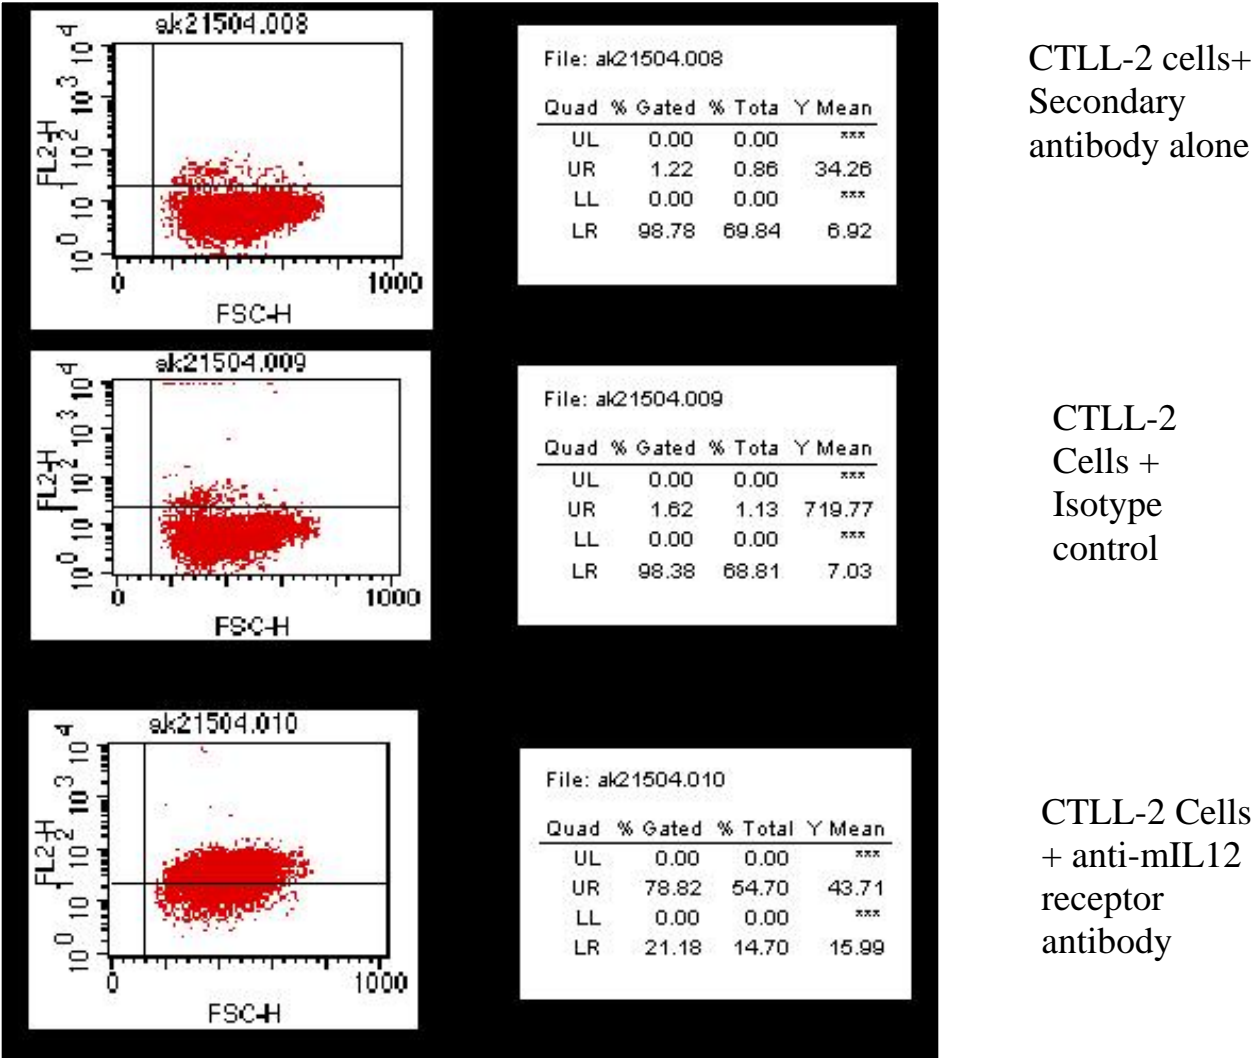 ak21504.008
10^4
10^3
10^2
10^1
10^0
FL2-H
0
1000
FSC-H
File: ak21504.008
Quad % Gated % Tota Y Mean
UL 0.00 0.00 ***
UR 1.22 0.86 34.26
LL 0.00 0.00 ***
LR 98.78 69.84 6.92
CTLL-2 cells+
Secondary
antibody alone
ak21504.009
10^4
10^3
10^2
10^1
10^0
FL2-H
0
1000
FSC-H
File: ak21504.009
Quad % Gated % Tota Y Mean
UL 0.00 0.00 ***
UR 1.62 1.13 719.77
LL 0.00 0.00 ***
LR 98.38 68.81 7.03
CTLL-2
Cells +
Isotype
control
ak21504.010
10^4
10^3
10^2
10^1
10^0
FL2-H
0
1000
FSC-H
File: ak21504.010
Quad % Gated % Total Y Mean
UL 0.00 0.00 ***
UR 78.82 54.70 43.71
LL 0.00 0.00 ***
LR 21.18 14.70 15.99
CTLL-2 Cells
+ anti-mIL12
receptor
antibody